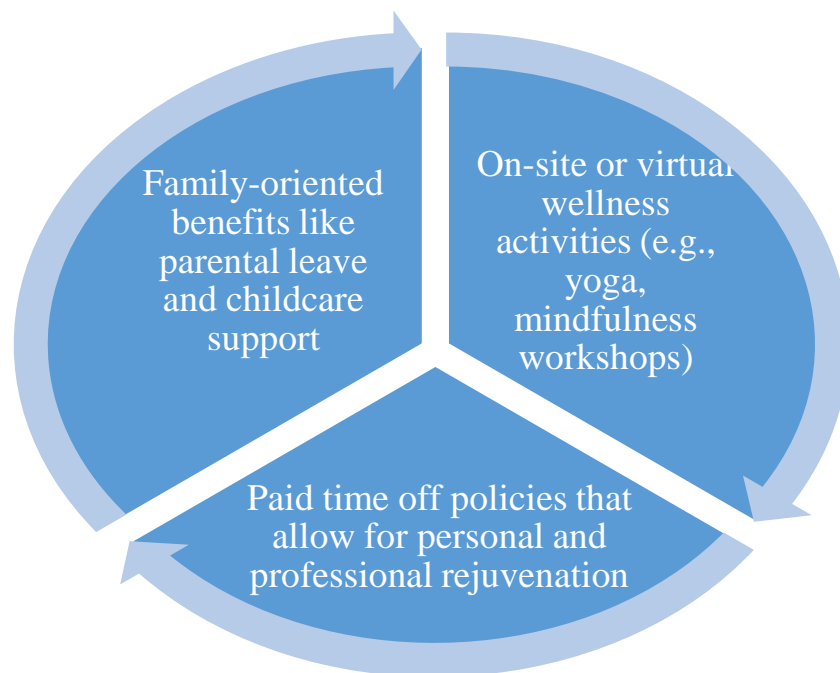 Family-oriented
benefits like
parental leave
and childcare
support
On-site or virtual
wellness
activities (e.g.,
yoga,
mindfulness
workshops)
Paid time off policies that
allow for personal and
professional rejuvenation